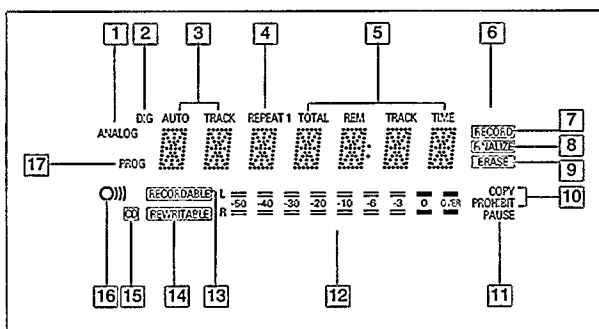 1 2 3 4 5 6
DIG AUTO TRACK REPEAT 1 TOTAL REM TRACK TIME
ANALOG
RECORD 7
FINALIZE 8
17 PROG
ERASE 9
RECORDABLE L COPY
-50 -40 -30 -20 -10 -6 -3 0 OVER PROHIBIT 10
CD REWRITABLE R PAUSE
16 15 14 13 12 11